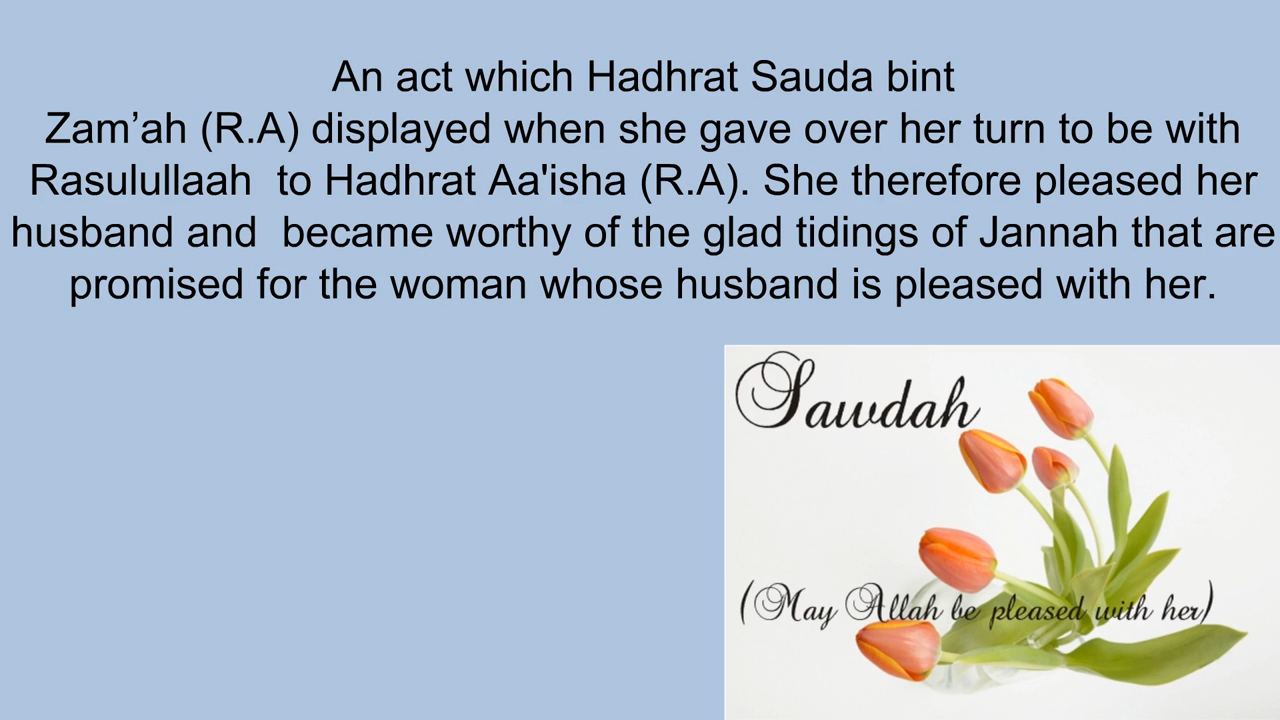 An act which Hadhrat Sauda bint
Zam’ah (R.A) displayed when she gave over her turn to be with
Rasulullaah  to Hadhrat Aa'isha (R.A). She therefore pleased her
husband and  became worthy of the glad tidings of Jannah that are
promised for the woman whose husband is pleased with her.
Sawdah
(May Allah be pleased with her)